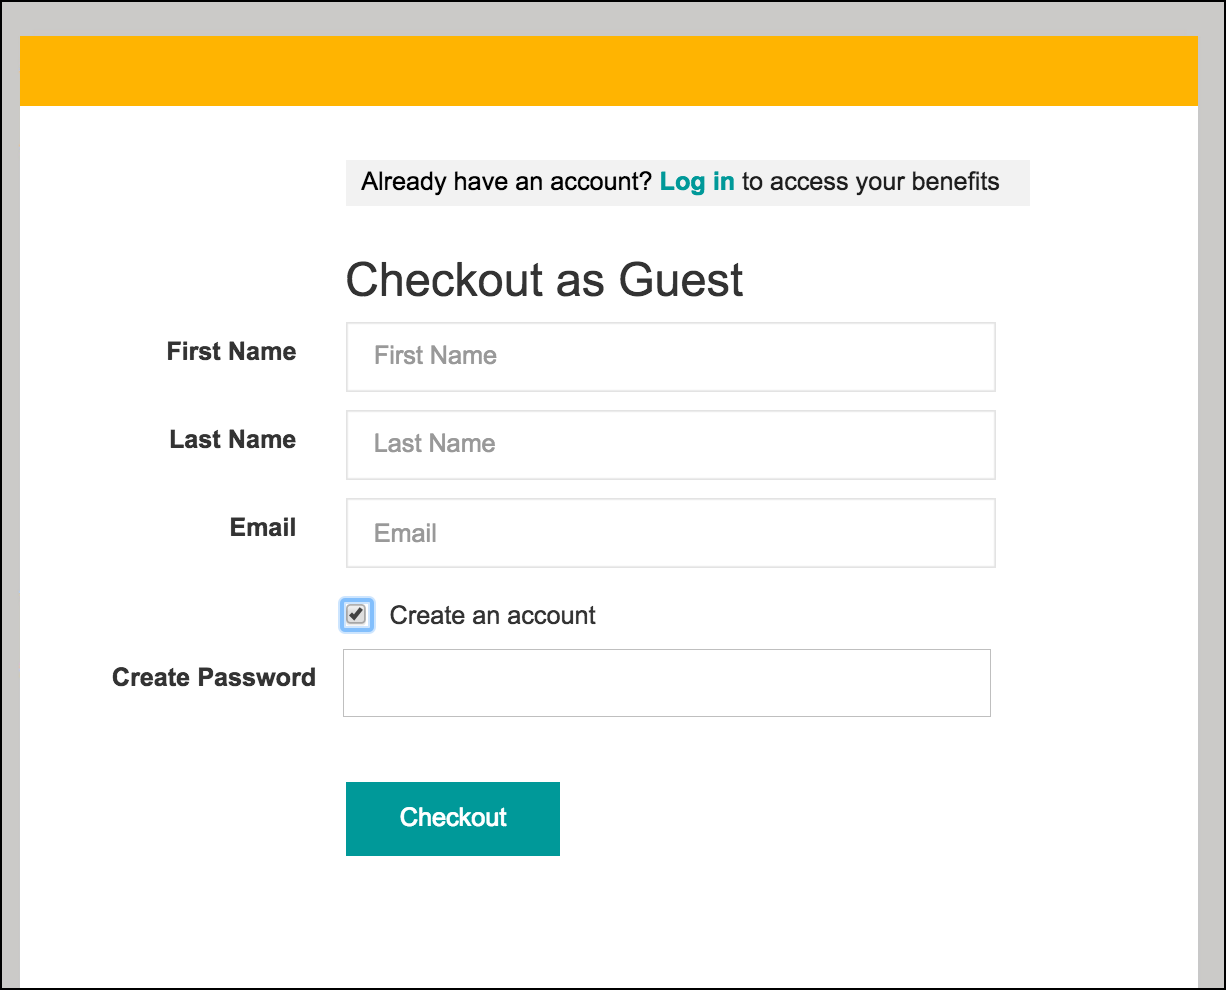 Already have an account? Log in to access your benefits
Checkout as Guest
First Name
First Name
Last Name
Last Name
Email
Email
Create an account
Create Password
Checkout